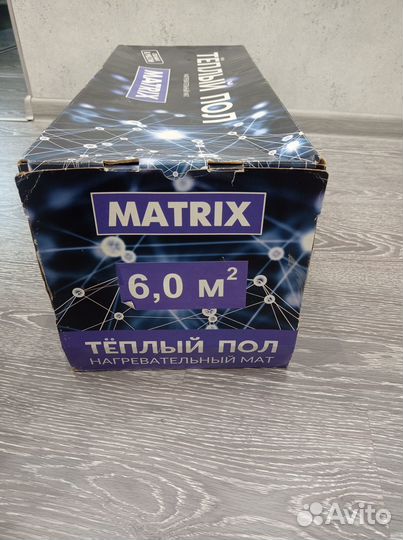 ТЁПЛЫЙ ПОЛ
MATRIX
MATRIX
6,0 м²
ТЁПЛЫЙ ПОЛ
НАГРЕВАТЕЛЬНЫЙ МАТ
Avito